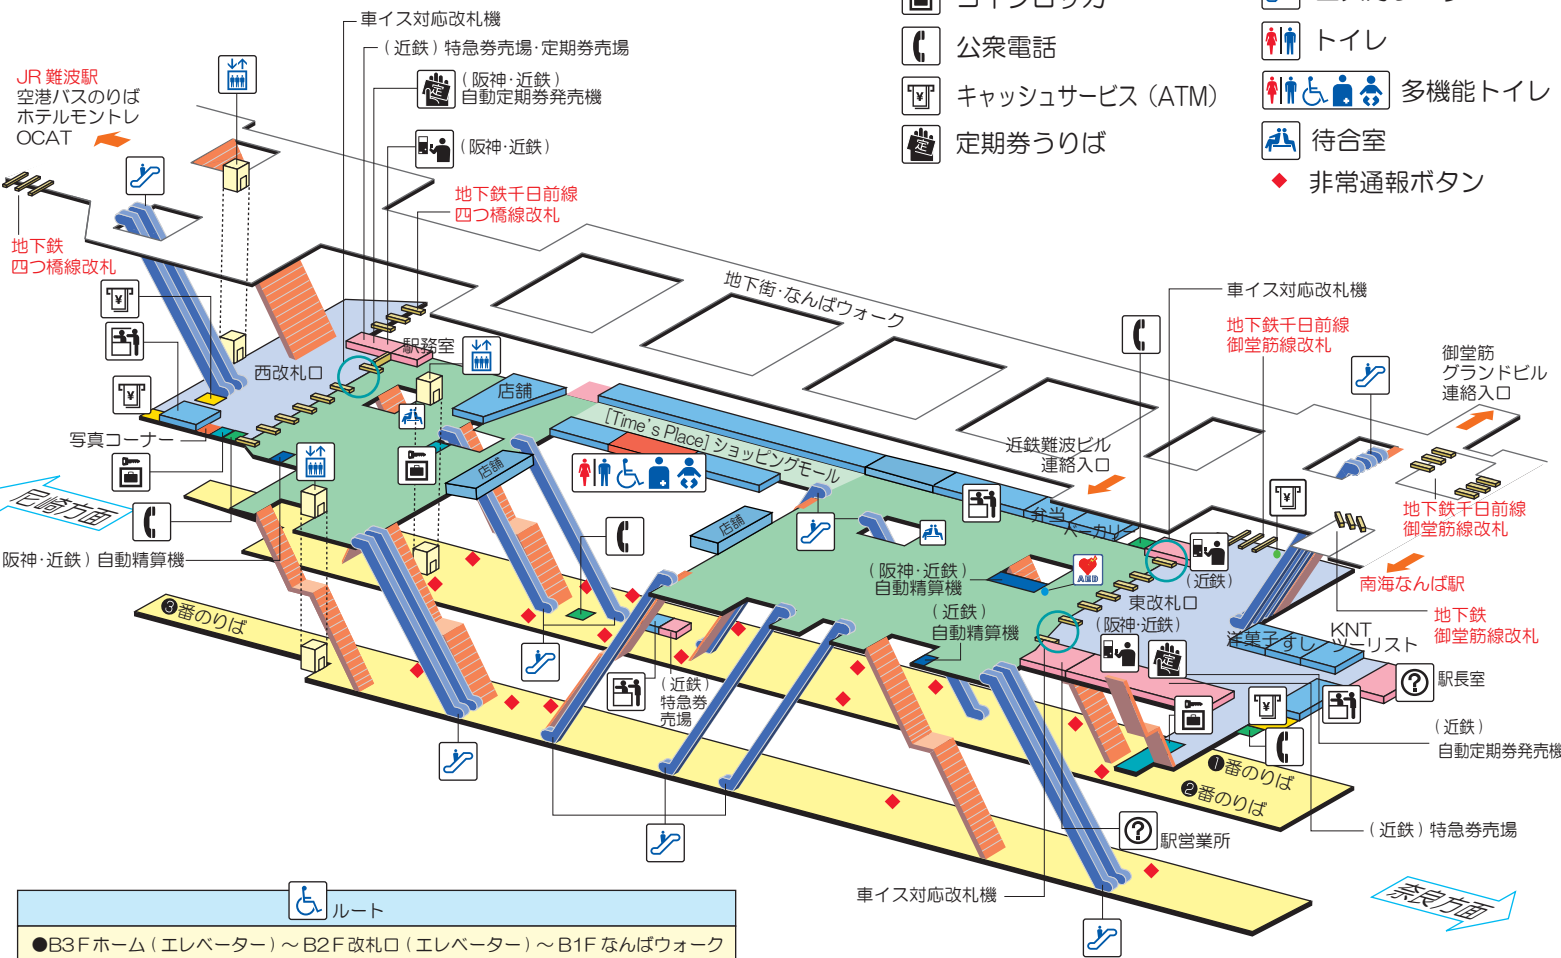 車イス対応改札機
(近鉄)特急券売場・定期券売場
(阪神・近鉄)
自動定期券発売機
(阪神・近鉄)
JR 難波駅
空港バスのりば
ホテルモントレ
OCAT
公衆電話
キャッシュサービス(ATM)
定期券うりば
トイレ
多機能トイレ
待合室
非常通報ボタン
地下鉄千日前線
四つ橋線改札
地下鉄
四つ橋線改札
地下街・なんばウォーク
車イス対応改札機
地下鉄千日前線
御堂筋線改札
御堂筋
グランドビル
連絡入口
駅務室
西改札口
店舗
[Time's Place]ショッピングモール
写真コーナー
店舗
店舗
近鉄難波ビル
連絡入口
弁当
ベーカリー
尼崎方面
(阪神・近鉄)自動精算機
(阪神・近鉄)
自動精算機
(近鉄)
自動精算機
(近鉄)
東改札口
(阪神・近鉄)
地下鉄千日前線
御堂筋線改札
南海なんば駅
地下鉄
御堂筋線改札
洋菓子
すし
KNT
ツーリスト
駅長室
(近鉄)
自動定期券発売機
(近鉄)特急券売場
(近鉄)
特急券
売場
AED
❸番のりば
❶番のりば
❷番のりば
駅営業所
車イス対応改札機
奈良方面
ルート
●B3Fホーム(エレベーター)~B2F改札口(エレベーター)~B1Fなんばウォーク